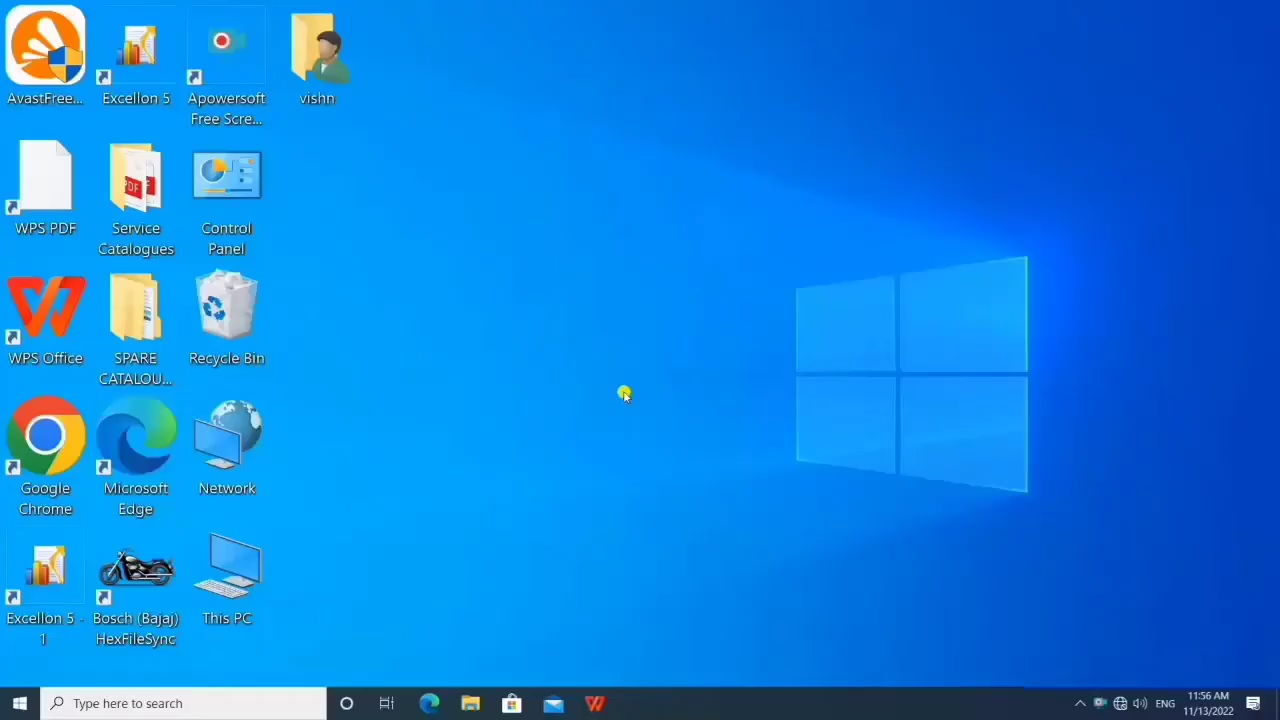 AvastFree...
Excellon 5
Apowersoft
Free Scre...
vishn
WPS PDF
Service
Catalogues
PDF
Control
Panel
WPS Office
SPARE
CATALOU...
Recycle Bin
Google
Chrome
Microsoft
Edge
Network
Excellon 5 -
1
Bosch (Bajaj)
HexFileSync
This PC
Type here to search
ENG
11:56 AM
11/13/2022